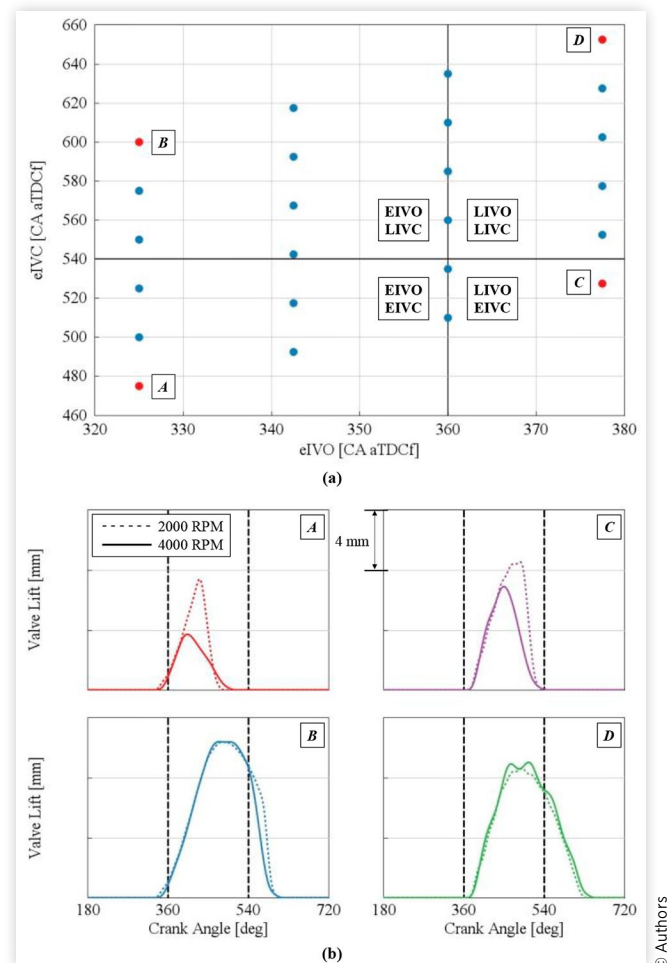 660
640
620
600
580
560
540
520
500
480
460
eIVC [CA aTDCf]
D
B
EIVO LIVO
LIVC LIVC
EIVO LIVO
EIVC EIVC
C
A
320 330 340 350 360 370 380
eIVO [CA aTDCf]
(a)
2000 RPM
4000 RPM
A
4 mm
C
Valve Lift [mm]
B
D
Valve Lift [mm]
180 360 540 720 180 360 540 720
Crank Angle [deg] Crank Angle [deg]
(b)
© Authors